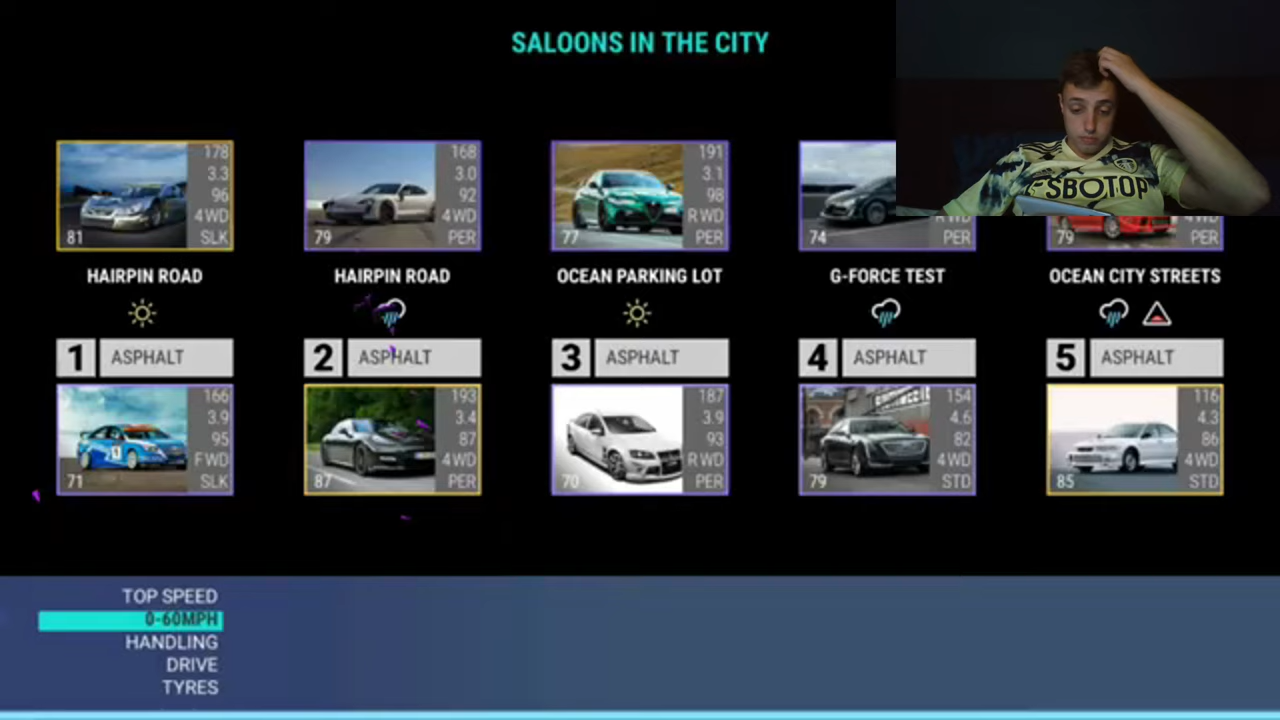 SALOONS IN THE CITY
178
3.3
96
4WD
81 SLK
168
3.0
92
4WD
79 PER
191
3.1
98
RWD
77 PER
74 PER
4WD
79 PER
SBOTOP
HAIRPIN ROAD
HAIRPIN ROAD
OCEAN PARKING LOT
G-FORCE TEST
OCEAN CITY STREETS
1 ASPHALT
2 ASPHALT
3 ASPHALT
4 ASPHALT
5 ASPHALT
166
3.9
95
FWD
71 SLK
193
3.4
87
4WD
87 PER
187
3.9
93
RWD
70 PER
154
4.6
82
4WD
79 STD
116
4.3
86
4WD
85 STD
TOP SPEED
0-60MPH
HANDLING
DRIVE
TYRES